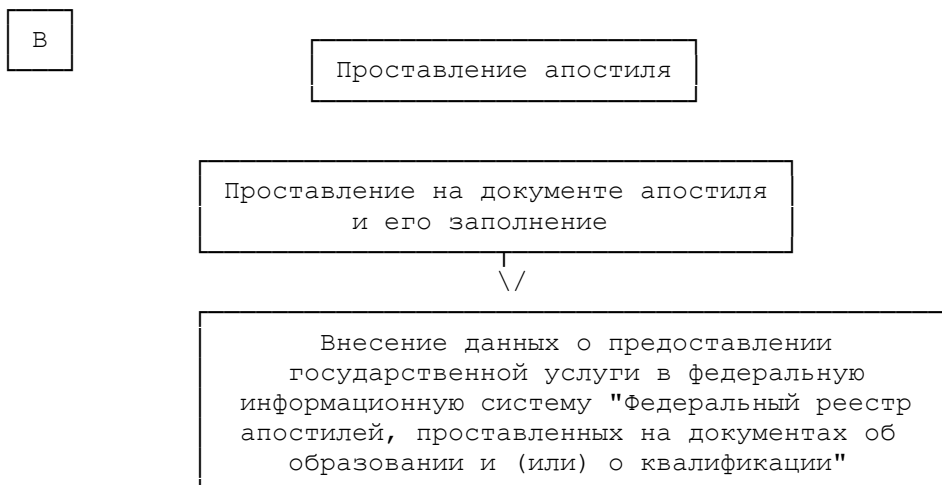 В
Проставление апостиля
Проставление на документе апостиля
и его заполнение
\/
Внесение данных о предоставлении
государственной услуги в федеральную
информационную систему "Федеральный реестр
апостилей, проставленных на документах об
образовании и (или) о квалификации"